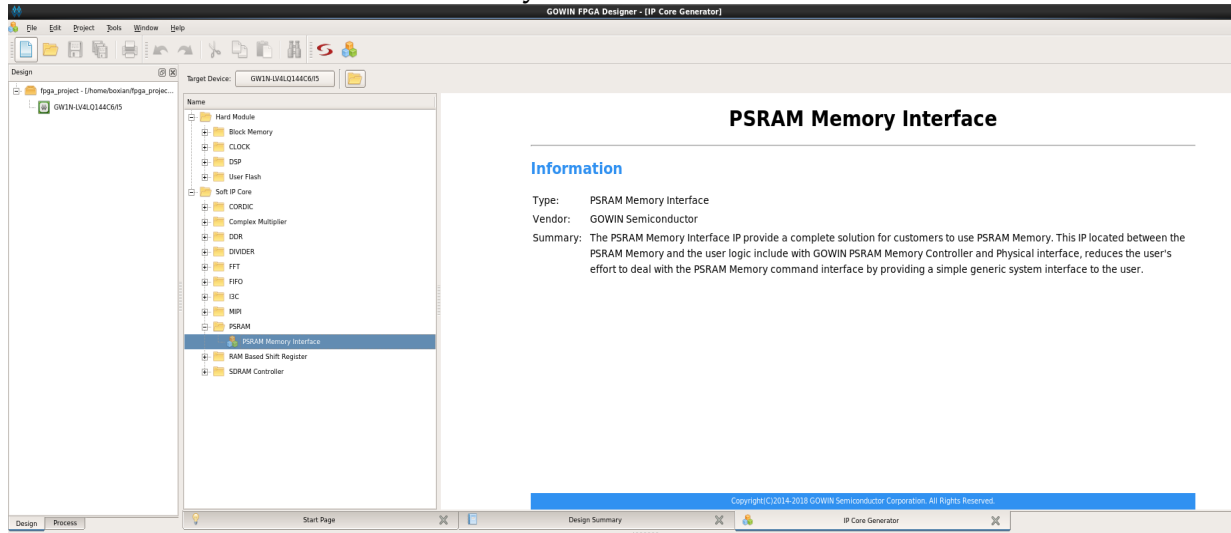 GOWIN FPGA Designer - [IP Core Generator]
File Edit Project Tools Window Help
Design
Target Device: GW1N-LV4LQ144C6/I5
fpga_project - [/home/boxian/fpga_projec...
GW1N-LV4LQ144C6/I5
Name
Hard Module
Block Memory
CLOCK
DSP
User Flash
Soft IP Core
CORDIC
Complex Multiplier
DDR
DIVIDER
FFT
FIFO
I3C
MIPI
PSRAM
PSRAM Memory Interface
RAM Based Shift Register
SDRAM Controller
PSRAM Memory Interface
Information
Type: PSRAM Memory Interface
Vendor: GOWIN Semiconductor
Summary: The PSRAM Memory Interface IP provide a complete solution for customers to use PSRAM Memory. This IP located between the
PSRAM Memory and the user logic include with GOWIN PSRAM Memory Controller and Physical interface, reduces the user's
effort to deal with the PSRAM Memory command interface by providing a simple generic system interface to the user.
Copyright(C)2014-2018 GOWIN Semiconductor Corporation. All Rights Reserved.
Design Process
Start Page
Design Summary
IP Core Generator